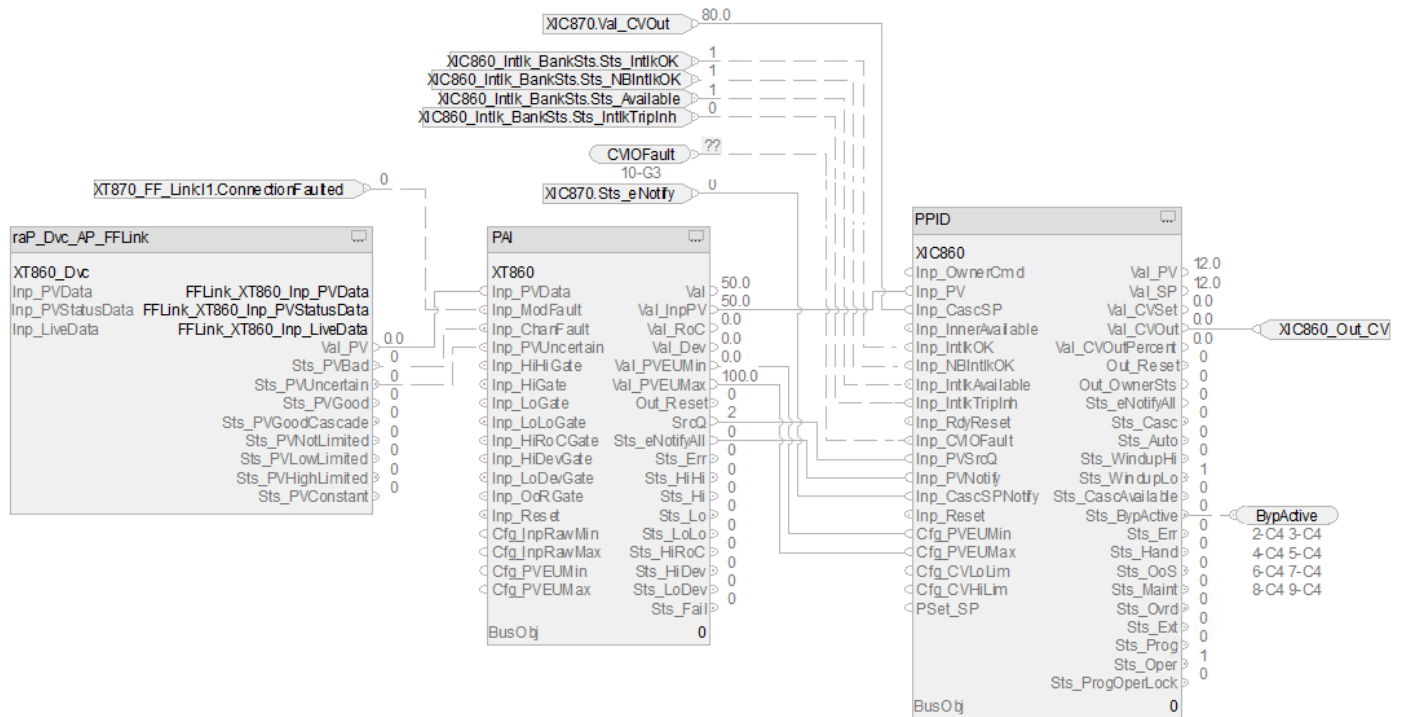 XIC870.Val_CVOut 80.0
XIC860_Intlk_BankSts.Sts_IntlkOK 1
XIC860_Intlk_BankSts.Sts_NBIntlkOK 1
XIC860_Intlk_BankSts.Sts_Available 1
XIC860_Intlk_BankSts.Sts_IntlkTripInh 0
CVIOFault ??
10-G3
XIC870.Sts_eNotify 0
XT870_FF_Link:I1.ConnectionFaulted 0
raP_Dvc_AP_FFLink
XT860_Dvc
Inp_PVData FFLink_XT860_Inp_PVData
Inp_PVStatusData FFLink_XT860_Inp_PVStatusData
Inp_LiveData FFLink_XT860_Inp_LiveData
Val_PV 0.0
Sts_PVBad 0
Sts_PVUncertain 0
Sts_PVGood 0
Sts_PVGoodCascade 0
Sts_PVNotLimited 0
Sts_PVLowLimited 0
Sts_PVHighLimited 0
Sts_PVConstant 0
PAI
XT860
Inp_PVData Val 50.0
Inp_ModFault Val_InpPV 50.0
Inp_ChanFault Val_RoC 0.0
Inp_PVUncertain Val_Dev 0.0
Inp_HiHiGate Val_PVEUMin 0.0
Inp_HiGate Val_PVEUMax 100.0
Inp_LoGate Out_Reset 0
Inp_LoLoGate SrcQ 2
Inp_HiRoCGate Sts_eNotifyAll 0
Inp_HiDevGate Sts_Err 0
Inp_LoDevGate Sts_HiHi 0
Inp_OoRGate Sts_Hi 0
Inp_Reset Sts_Lo 0
Cfg_InpRawMin Sts_LoLo 0
Cfg_InpRawMax Sts_HiRoC 0
Cfg_PVEUMin Sts_HiDev 0
Cfg_PVEUMax Sts_LoDev 0
Sts_Fail 0
BusObj 0
PPID
XIC860
Inp_OwnerCmd Val_PV 12.0
Inp_PV Val_SP 12.0
Inp_CascSP Val_CVSet 0.0
Inp_InnerAvailable Val_CVOut 0.0
Inp_IntlkOK Val_CVOutPercent 0.0
Inp_NBIntlkOK Out_Reset 0
Inp_IntlkAvailable Out_OwnerSts 0
Inp_IntlkTripInh Sts_eNotifyAll 0
Inp_RdyReset Sts_Casc 0
Inp_CVIOFault Sts_Auto 0
Inp_PVSrcQ Sts_WindupHi 0
Inp_PVNotify Sts_WindupLo 1
Inp_CascSPNotify Sts_CascAvailable 0
Inp_Reset Sts_BypActive 0
Cfg_PVEUMin Sts_Err 0
Cfg_PVEUMax Sts_Hand 0
Cfg_CVLoLim Sts_OoS 0
Cfg_CVHiLim Sts_Maint 0
PSet_SP Sts_Ovrd 0
Sts_Ext 0
Sts_Prog 0
Sts_Oper 1
Sts_ProgOperLock 0
BusObj 0
XIC860_Out_CV
BypActive
2-C4 3-C4
4-C4 5-C4
6-C4 7-C4
8-C4 9-C4